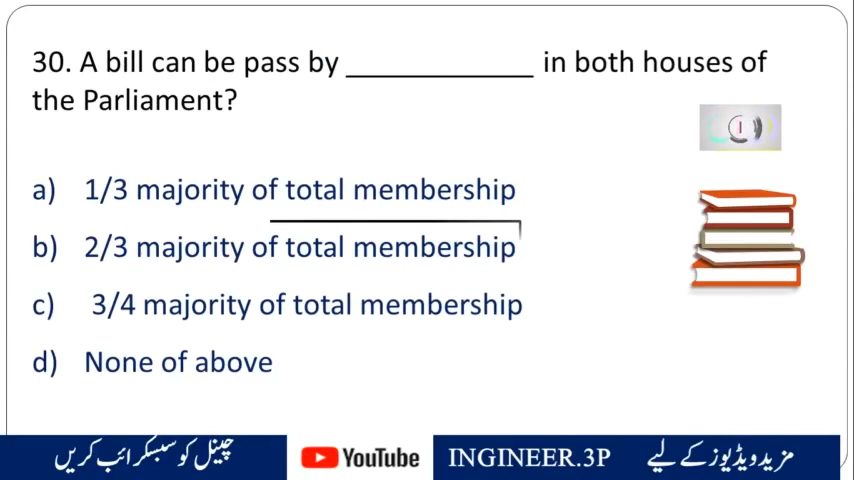 30. A bill can be pass by ____________ in both houses of
the Parliament?
1
a) 1/3 majority of total membership
b) 2/3 majority of total membership
c) 3/4 majority of total membership
d) None of above
چینل کو سبسکرائب کریں YouTube INGINEER.3P مزید ویڈیوز کے لیے